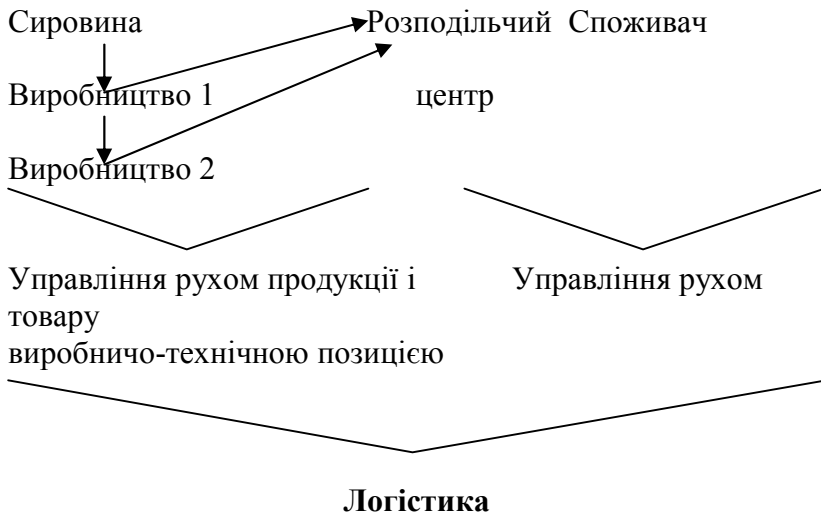 Сировина Розподільчий Споживач
Виробництво 1 центр
Виробництво 2
Управління рухом продукції і Управління рухом
товару
виробничо-технічною позицією
Логістика